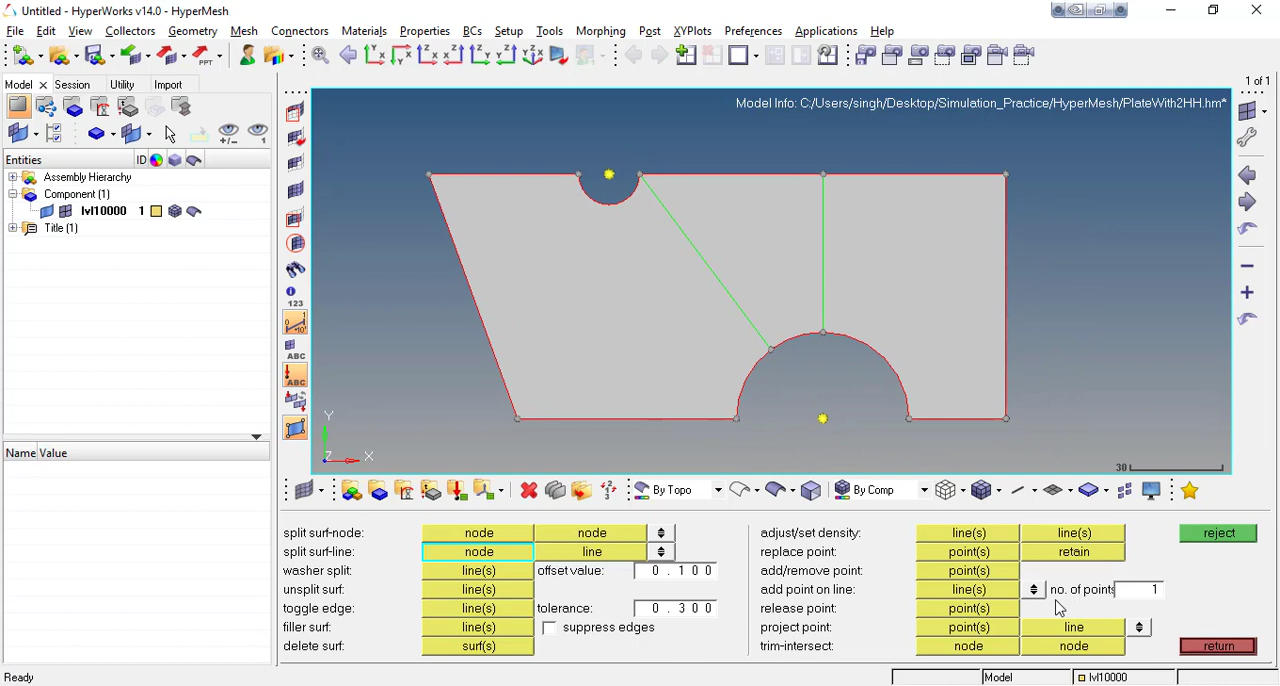 Untitled - HyperWorks v14.0 - HyperMesh
File Edit View Collectors Geometry Mesh Connectors Materials Properties BCs Setup Tools Morphing Post XYPlots Preferences Applications Help
Model Session Utility Import
1 of 1
Model Info: C:/Users/singh/Desktop/Simulation_Practice/HyperMesh/PlateWith2HH.hm*
Entities ID
Assembly Hierarchy
Component (1)
lvl10000 1
Title (1)
123
ABC
ABC
Name Value
Y
Z X
30
By Topo By Comp
split surf-node: node node adjust/set density: line(s) line(s) reject
split surf-line: node line replace point: point(s) retain
washer split: line(s) offset value: 0.100 add/remove point: point(s)
unsplit surf: line(s) add point on line: line(s) no. of points 1
toggle edge: line(s) tolerance: 0.300 release point: point(s)
filler surf: line(s) suppress edges project point: point(s) line
delete surf: surf(s) trim-intersect: node node return
Ready Model lvl10000